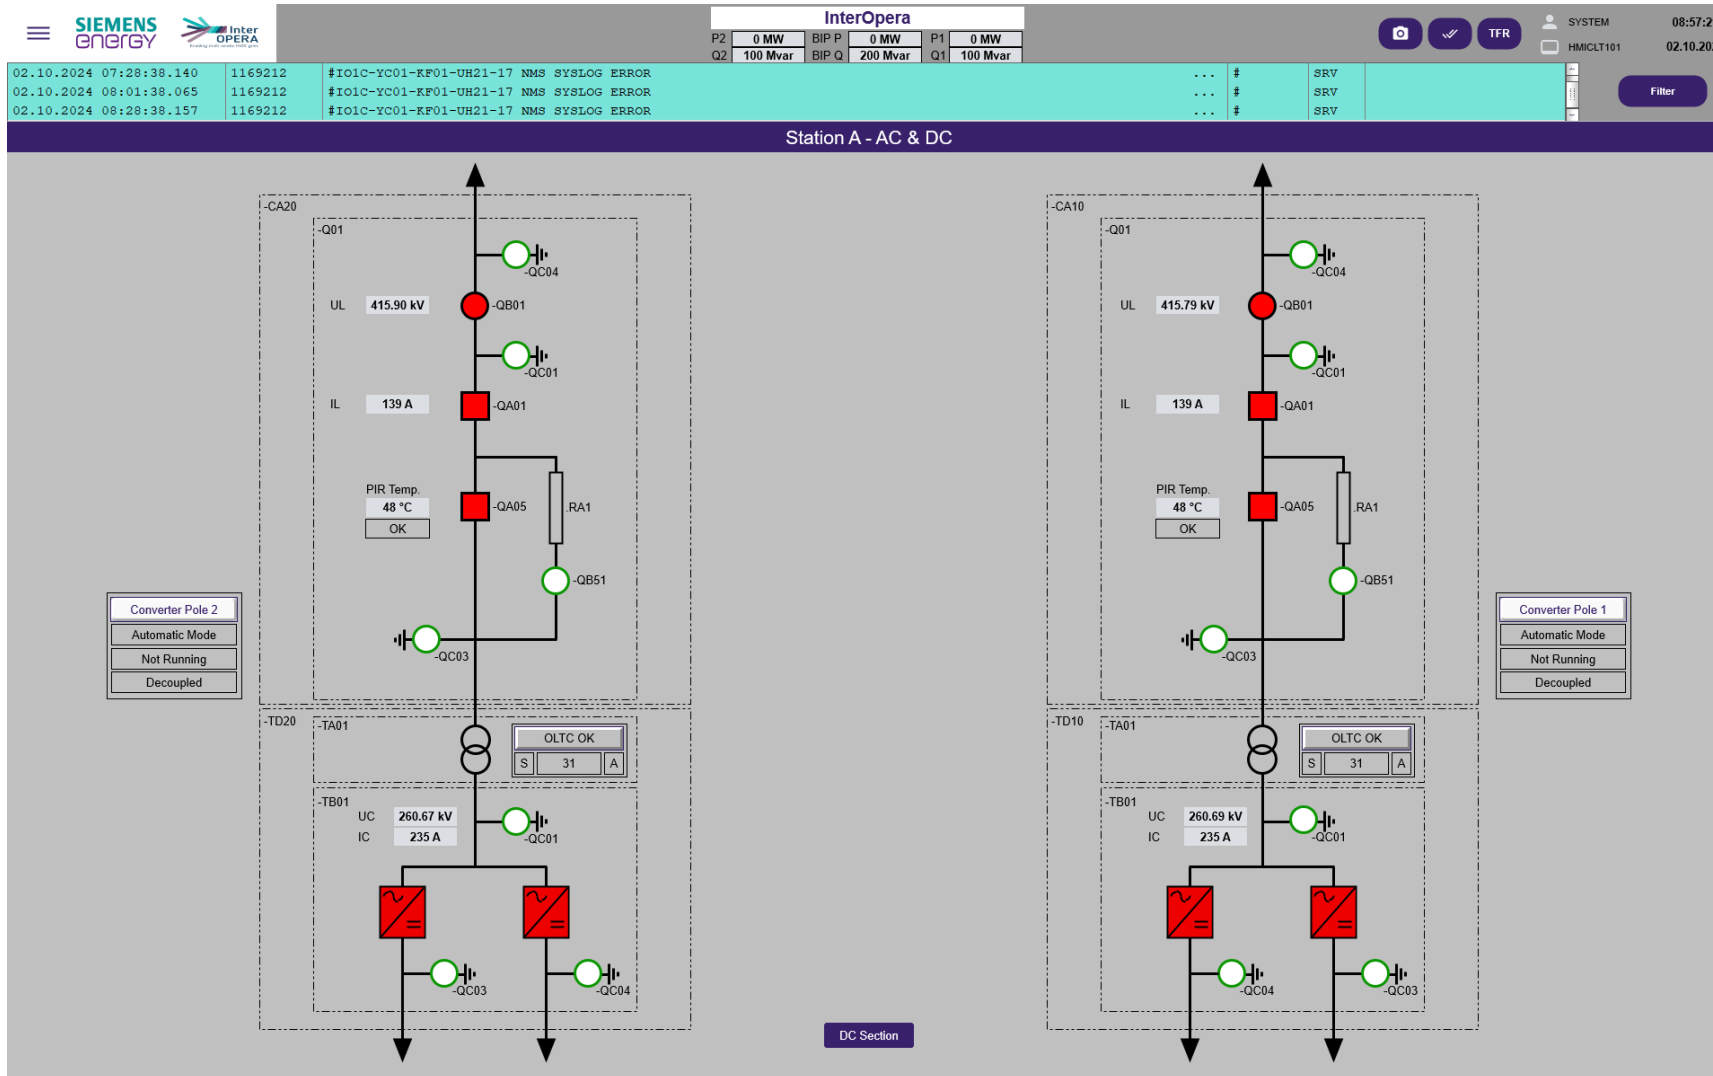 SIEMENS
energy
Inter
OPERA
InterOpera
P2 0 MW BIP P 0 MW P1 0 MW
Q2 100 Mvar BIP Q 200 Mvar Q1 100 Mvar
TFR
SYSTEM 08:57:2
HMICLT101 02.10.20
02.10.2024 07:28:38.140 1169212 #IO1C-YC01-KF01-UH21-17 NMS SYSLOG ERROR ... # SRV
02.10.2024 08:01:38.065 1169212 #IO1C-YC01-KF01-UH21-17 NMS SYSLOG ERROR ... # SRV
02.10.2024 08:28:38.157 1169212 #IO1C-YC01-KF01-UH21-17 NMS SYSLOG ERROR ... # SRV
Filter
Station A - AC & DC
-CA20
-Q01
-QC04
UL 415.90 kV -QB01
-QC01
IL 139 A -QA01
PIR Temp.
48 °C -QA05 .RA1
OK
-QB51
-QC03
Converter Pole 2
Automatic Mode
Not Running
Decoupled
-TD20
-TA01
OLTC OK
S 31 A
-TB01
UC 260.67 kV
IC 235 A
-QC01
-QC03
-QC04
-CA10
-Q01
-QC04
UL 415.79 kV -QB01
-QC01
IL 139 A -QA01
PIR Temp.
48 °C -QA05 .RA1
OK
-QB51
-QC03
Converter Pole 1
Automatic Mode
Not Running
Decoupled
-TD10
-TA01
OLTC OK
S 31 A
-TB01
UC 260.69 kV
IC 235 A
-QC01
-QC04
-QC03
DC Section